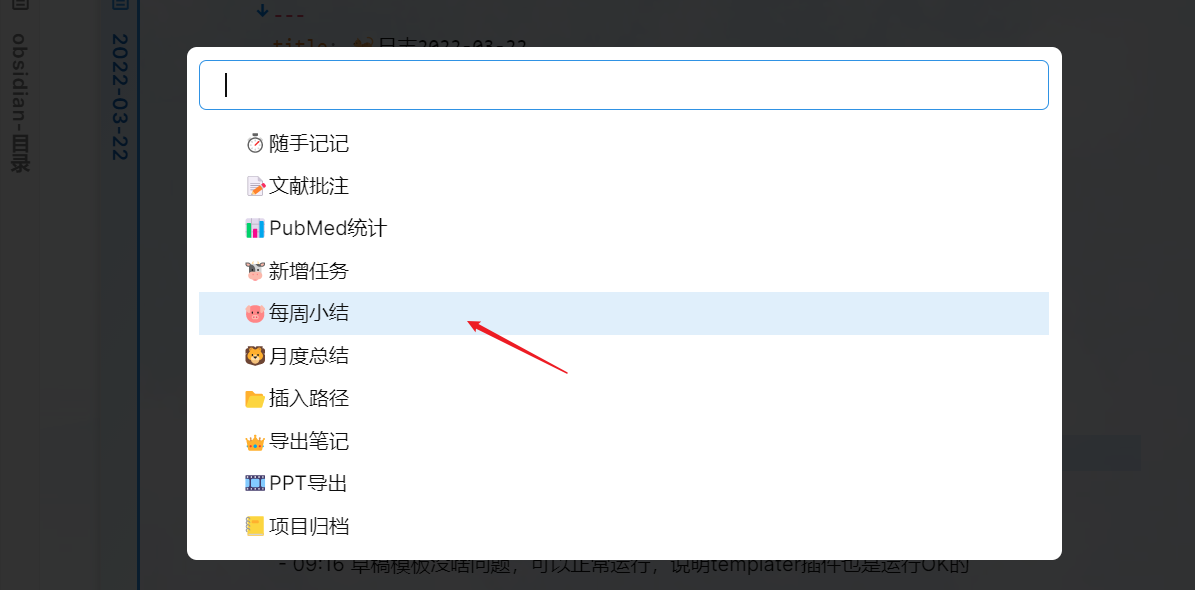 ---
title: 日志2022-03-22
obsidian-目录
2022-03-22
随手记记
文献批注
PubMed统计
新增任务
每周小结
月度总结
插入路径
导出笔记
PPT导出
项目归档
- 09:16 草稿模板没啥问题，可以正常运行，说明templater插件也是运行OK的